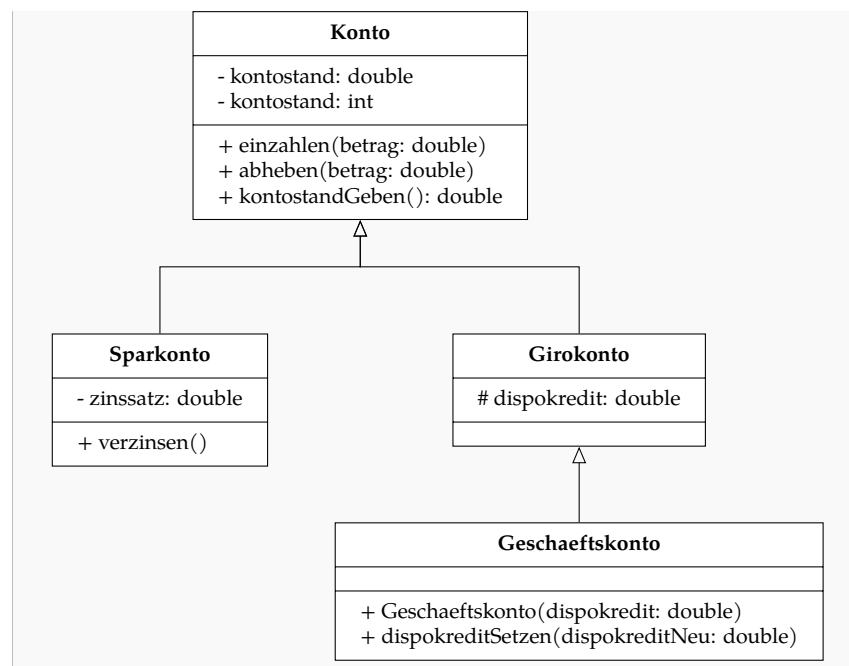 Konto
- kontostand: double
- kontostand: int
+ einzahlen(betrag: double)
+ abheben(betrag: double)
+ kontostandGeben(): double
Sparkonto
- zinssatz: double
+ verzinsen()
Girokonto
# dispokredit: double
Geschaeftskonto
+ Geschaeftskonto(dispokredit: double)
+ dispokreditSetzen(dispokreditNeu: double)